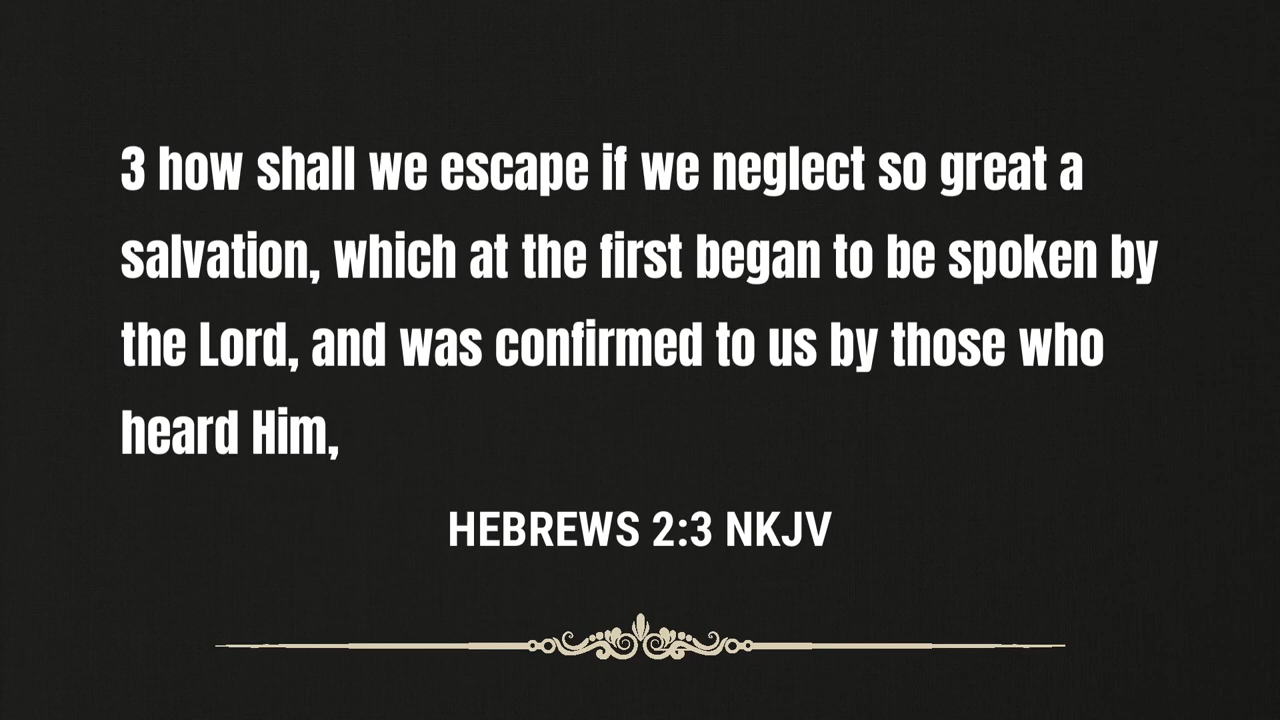 3 how shall we escape if we neglect so great a
salvation, which at the first began to be spoken by
the Lord, and was confirmed to us by those who
heard Him,
HEBREWS 2:3 NKJV